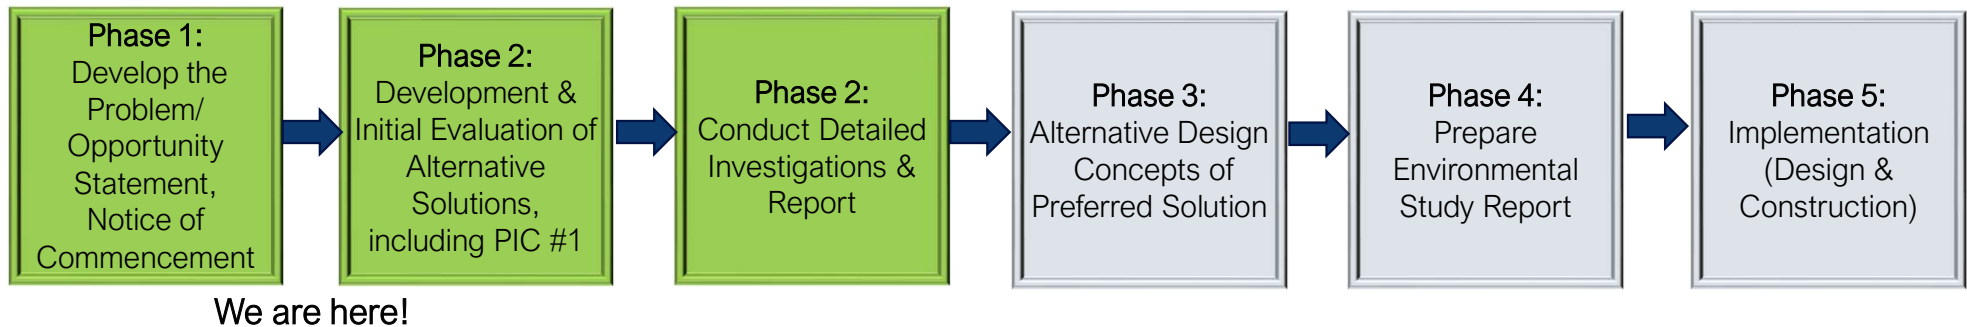 Phase 1:
Develop the
Problem/
Opportunity
Statement,
Notice of
Commencement
Phase 2:
Development &
Initial Evaluation of
Alternative
Solutions,
including PIC #1
Phase 2:
Conduct Detailed
Investigations &
Report
Phase 3:
Alternative Design
Concepts of
Preferred Solution
Phase 4:
Prepare
Environmental
Study Report
Phase 5:
Implementation
(Design &
Construction)
We are here!